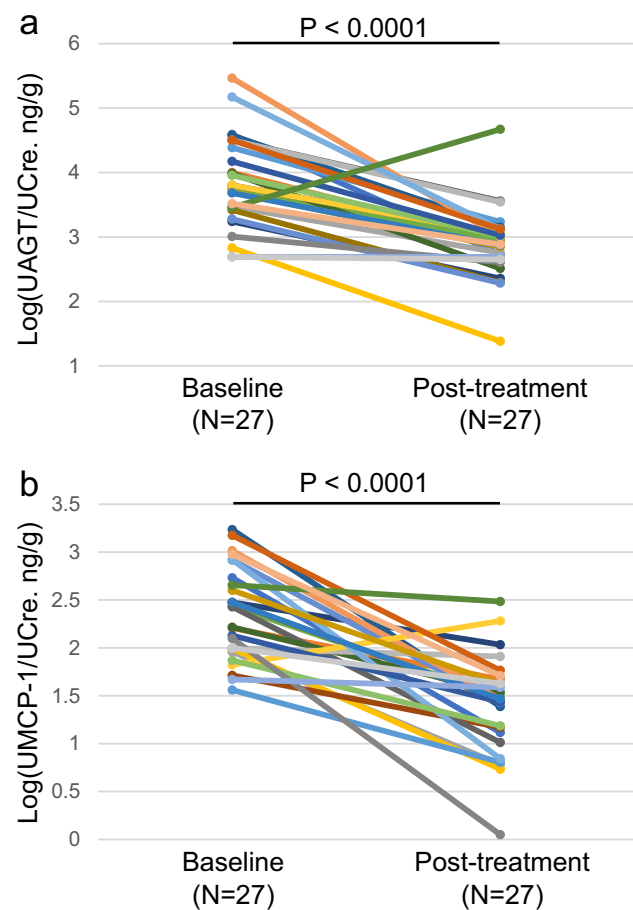 a
P < 0.0001
Log(UAGT/UCre. ng/g)
6
5
4
3
2
1
Baseline
(N=27)
Post-treatment
(N=27)
b
P < 0.0001
Log(UMCP-1/UCre. ng/g)
3.5
3
2.5
2
1.5
1
0.5
0
Baseline
(N=27)
Post-treatment
(N=27)